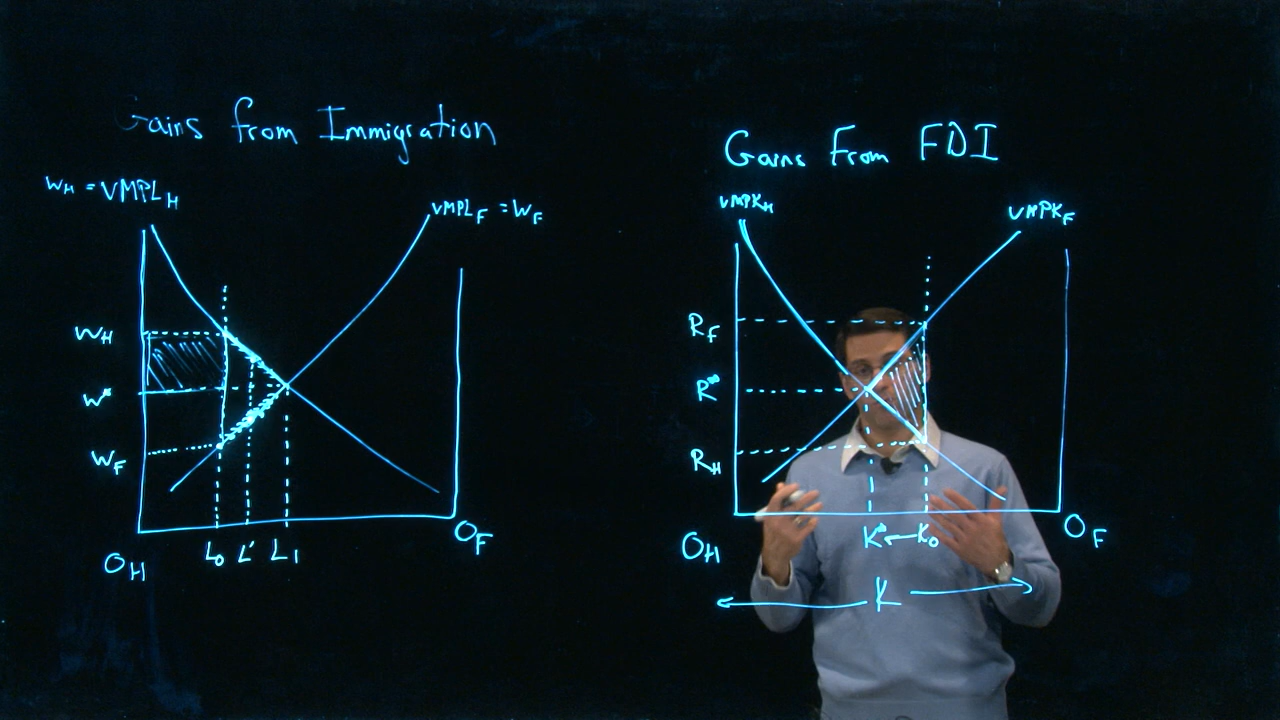 Gains from Immigration
W_H = VMPL_H
VMPL_F = W_F
W_H
W*
W_F
O_H
L_0 L' L_1
O_F
Gains From FDI
VMPK_H
VMPK_F
R_F
R*
R_H
O_H
K* ← K_0
O_F
K